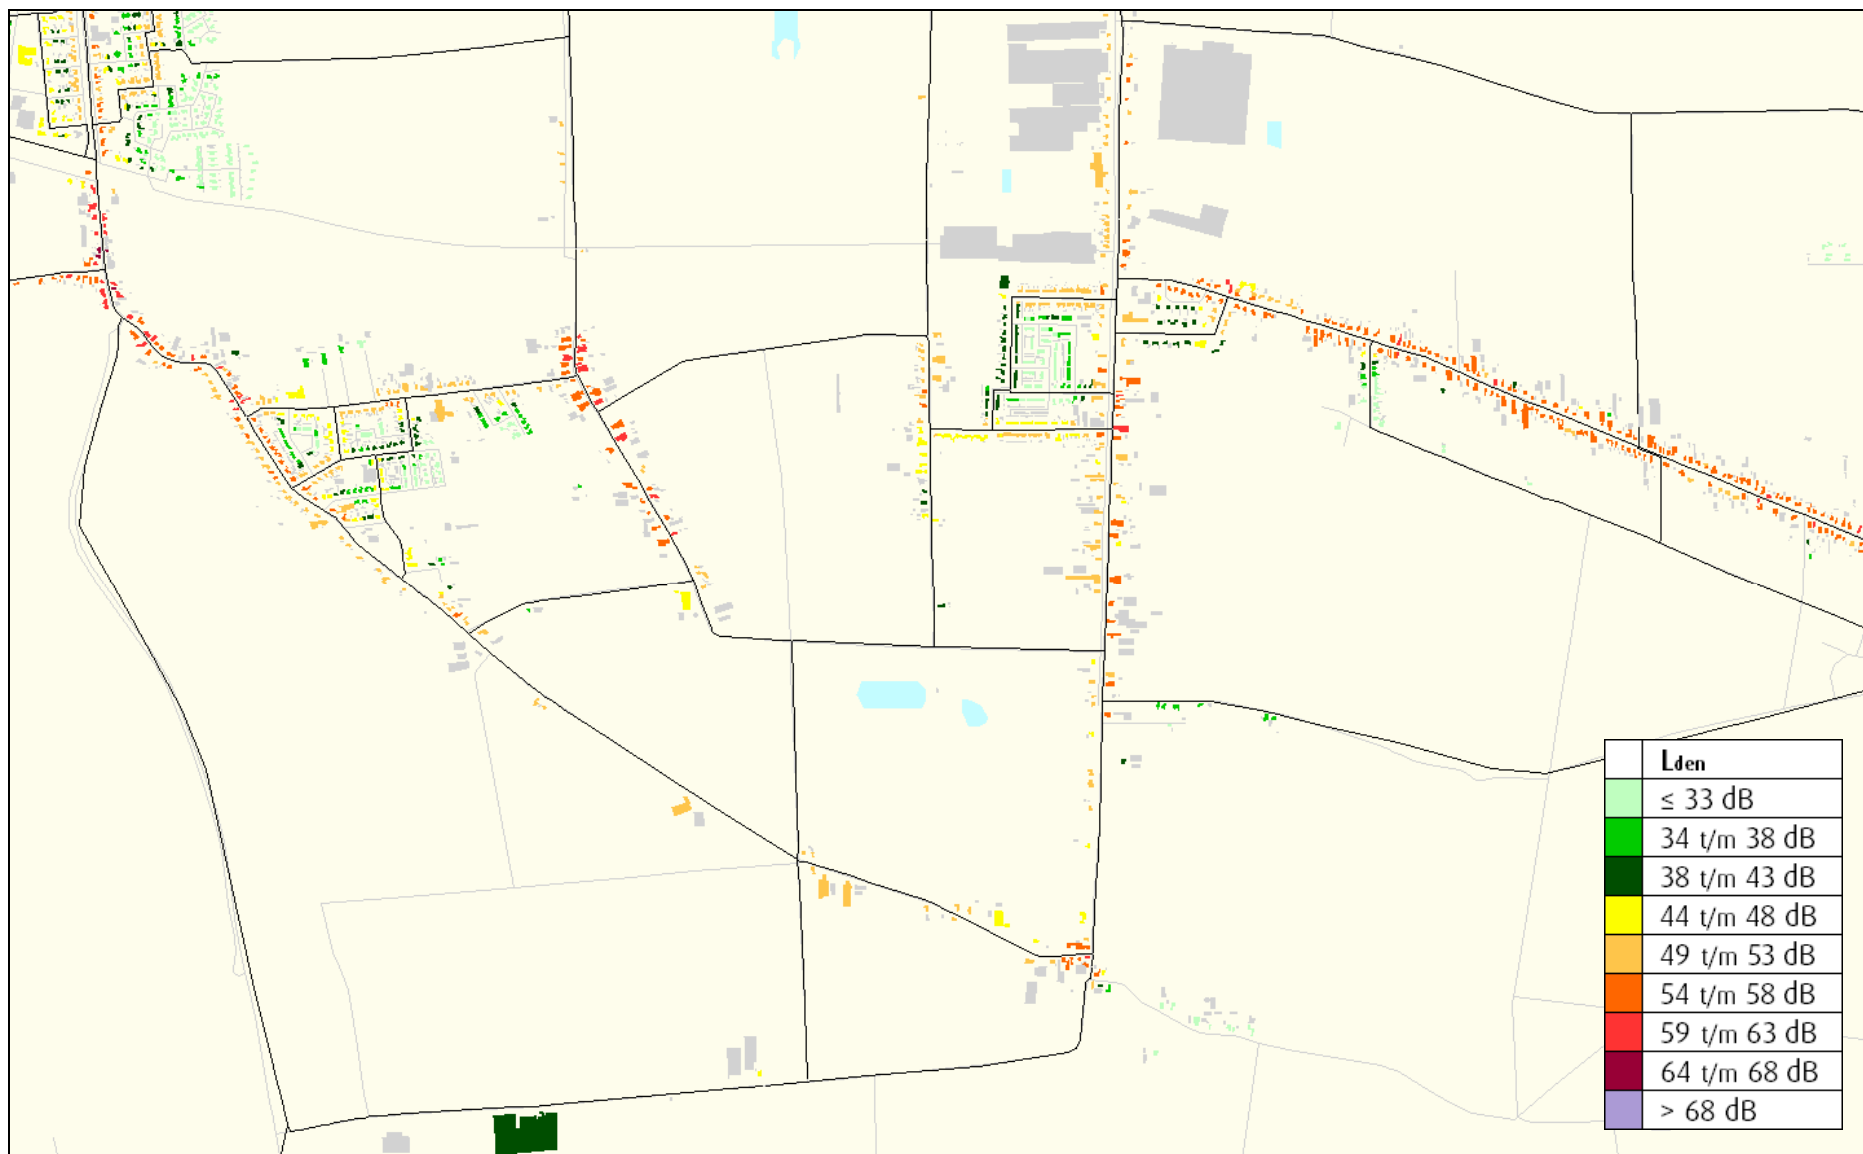 Lden
≤ 33 dB
34 t/m 38 dB
38 t/m 43 dB
44 t/m 48 dB
49 t/m 53 dB
54 t/m 58 dB
59 t/m 63 dB
64 t/m 68 dB
> 68 dB